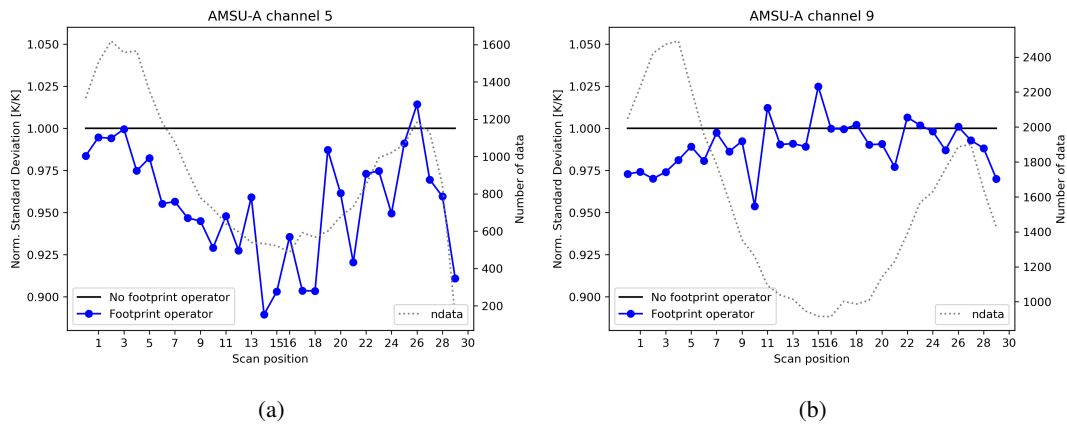 AMSU-A channel 5
1.050
1.025
1.000
0.975
0.950
0.925
0.900
Norm. Standard Deviation [K/K]
1600
1400
1200
1000
800
600
400
200
Number of data
No footprint operator
Footprint operator
ndata
1 3 5 7 9 11 13 1516 18 20 22 24 26 28 30
Scan position
(a)
AMSU-A channel 9
1.050
1.025
1.000
0.975
0.950
0.925
0.900
Norm. Standard Deviation [K/K]
2400
2200
2000
1800
1600
1400
1200
1000
Number of data
No footprint operator
Footprint operator
ndata
1 3 5 7 9 11 13 1516 18 20 22 24 26 28 30
Scan position
(b)